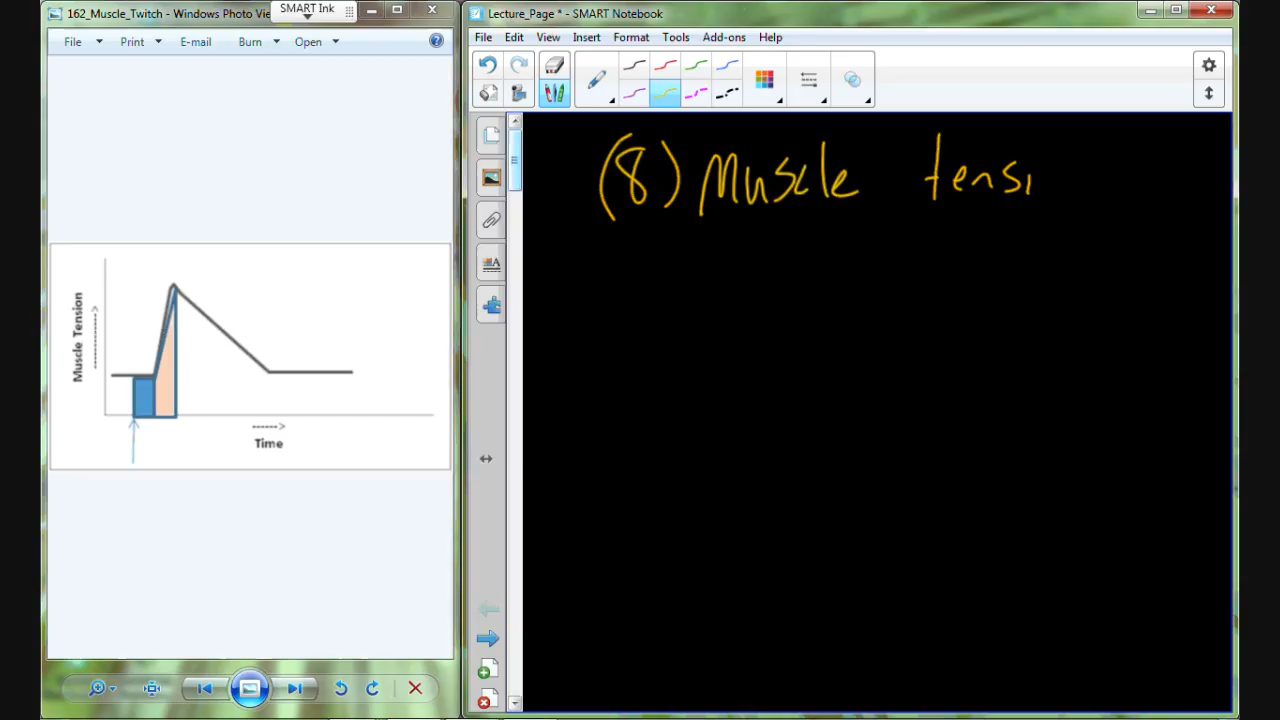 162_Muscle_Twitch - Windows Photo Vie
SMART Ink
File Print E-mail Burn Open
Muscle Tension
Time
Lecture_Page * - SMART Notebook
File Edit View Insert Format Tools Add-ons Help
(8) Muscle tensi